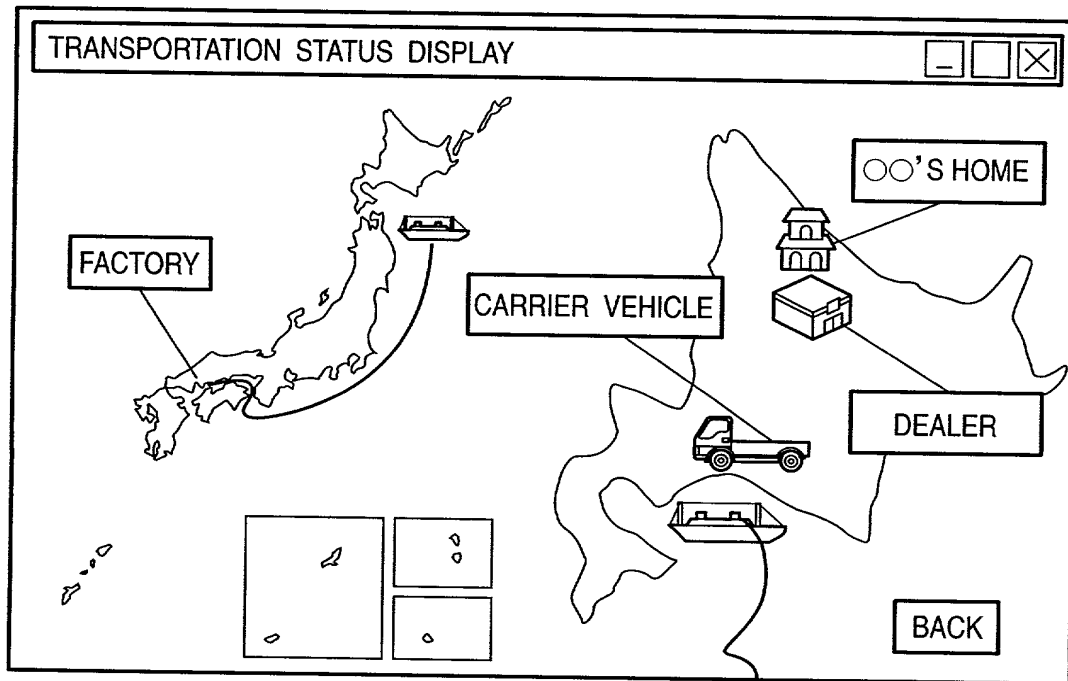 TRANSPORTATION STATUS DISPLAY
○○'S HOME
FACTORY
CARRIER VEHICLE
DEALER
BACK